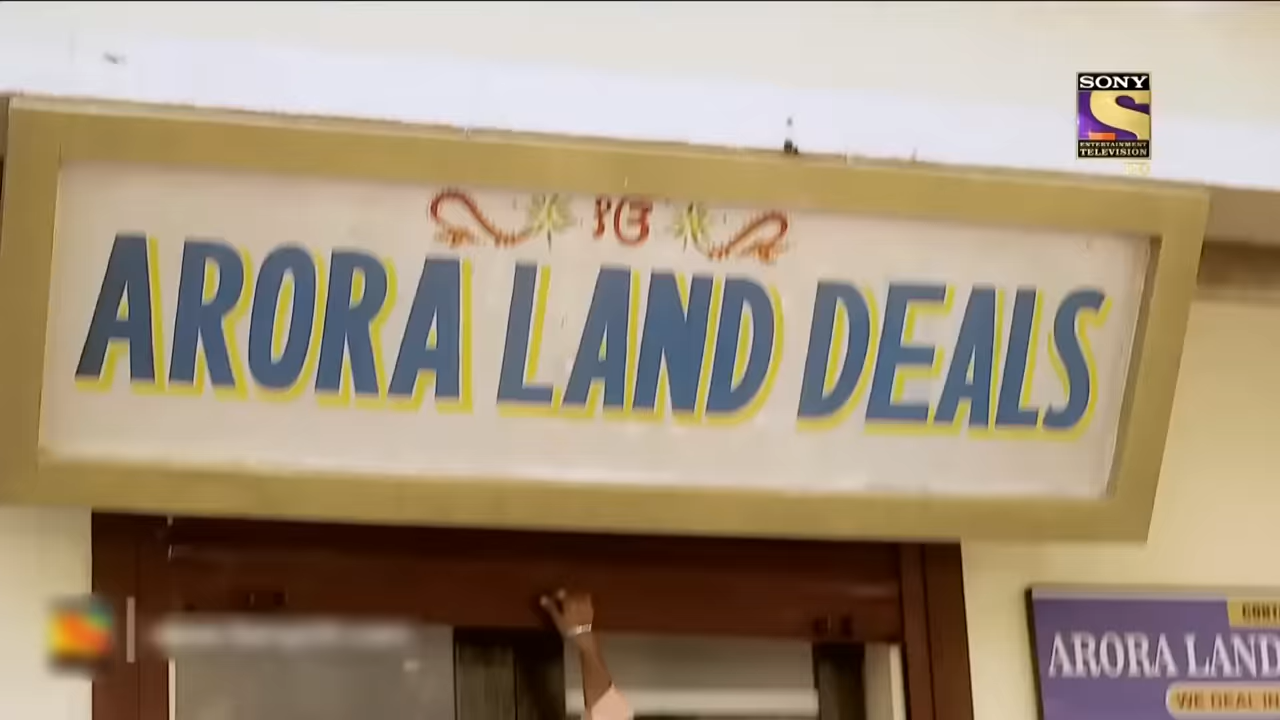 SONY
ENTERTAINMENT
TELEVISION
ੴ
ARORA LAND DEALS
ARORA LAND
WE DEAL IN